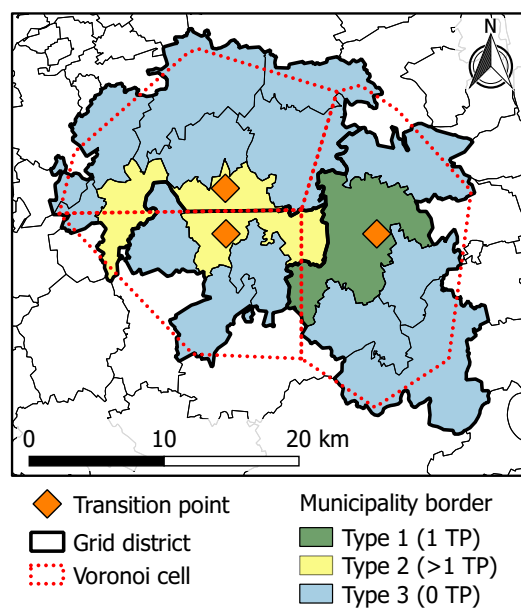 N
0 10 20 km
Transition point
Grid district
Voronoi cell
Municipality border
Type 1 (1 TP)
Type 2 (>1 TP)
Type 3 (0 TP)